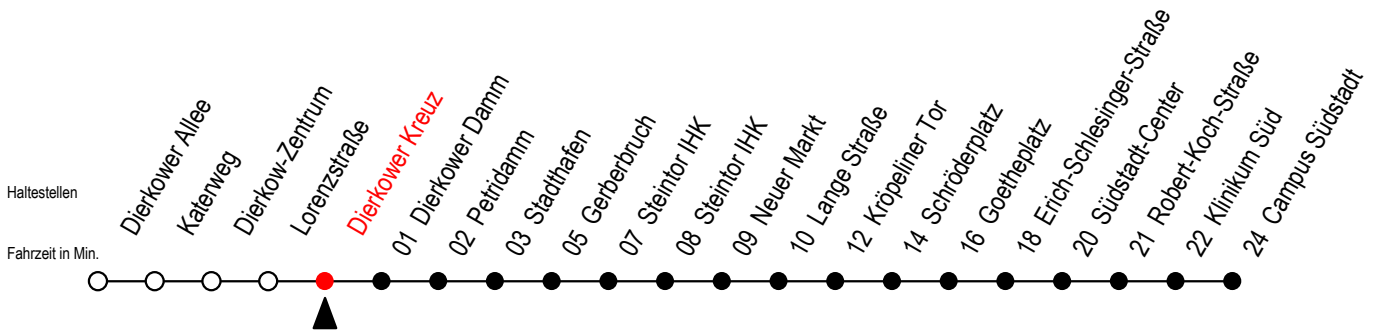 Haltestellen
Fahrzeit in Min.
Dierkower Allee
Katerweg
Dierkow-Zentrum
Lorenzstraße
Dierkower Kreuz
01 Dierkower Damm
02 Petridamm
03 Stadthafen
05 Gerberbruch
07 Steintor IHK
08 Steintor IHK
09 Neuer Markt
10 Lange Straße
12 Kröpeliner Tor
14 Schröderplatz
16 Goetheplatz
18 Erich-Schlesinger-Straße
20 Südstadt-Center
21 Robert-Koch-Straße
22 Klinikum Süd
24 Campus Südstadt